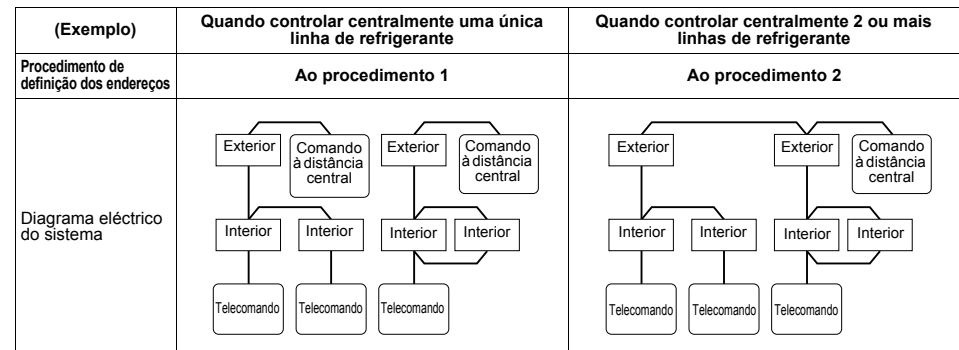 (Exemplo)
Quando controlar centralmente uma única
linha de refrigerante
Quando controlar centralmente 2 ou mais
linhas de refrigerante
Procedimento de
definição dos endereços
Ao procedimento 1
Ao procedimento 2
Diagrama eléctrico
do sistema
Exterior
Comando
à distância
central
Exterior
Comando
à distância
central
Interior
Interior
Interior
Interior
Telecomando
Telecomando
Telecomando
Exterior
Exterior
Comando
à distância
central
Interior
Interior
Interior
Interior
Telecomando
Telecomando
Telecomando